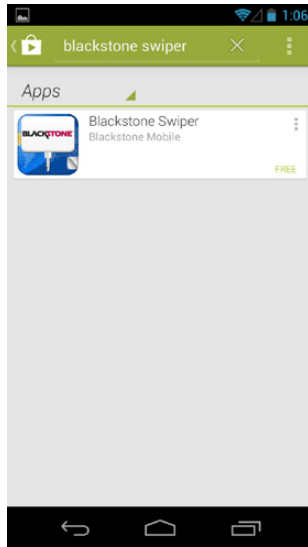 1:06
blackstone swiper
Apps
BLACKSTONE
Blackstone Swiper
Blackstone Mobile
FREE